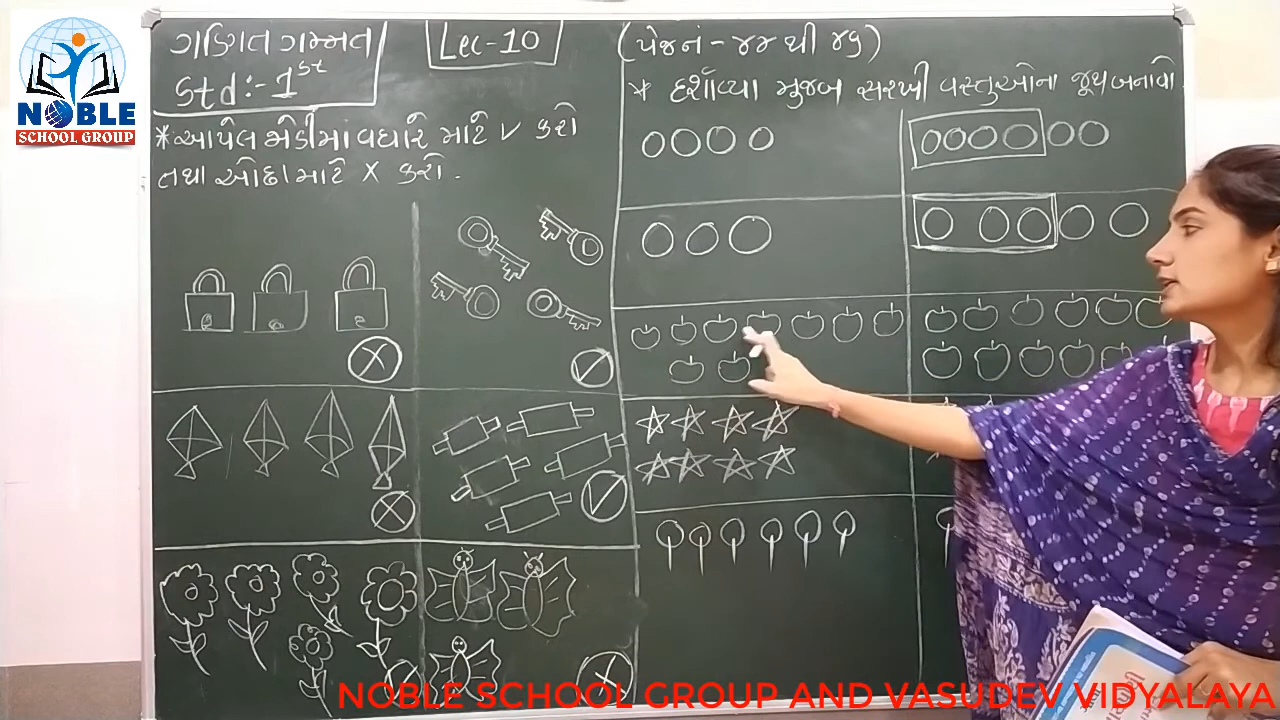 NOBLE
SCHOOL GROUP
ગણિત ગમ્મત
Std:-1st
Lec-10
(પેજનં - ૪૪ થી ૪૬)
* દર્શાવ્યા મુજબ સરખી વસ્તુઓના જૂથ બનાવો
*આપેલ જોડીમાં વધારે માટે ✓ કરો
તથા ઓછા માટે X કરો.
NOBLE SCHOOL GROUP AND VASUDEV VIDYALAYA